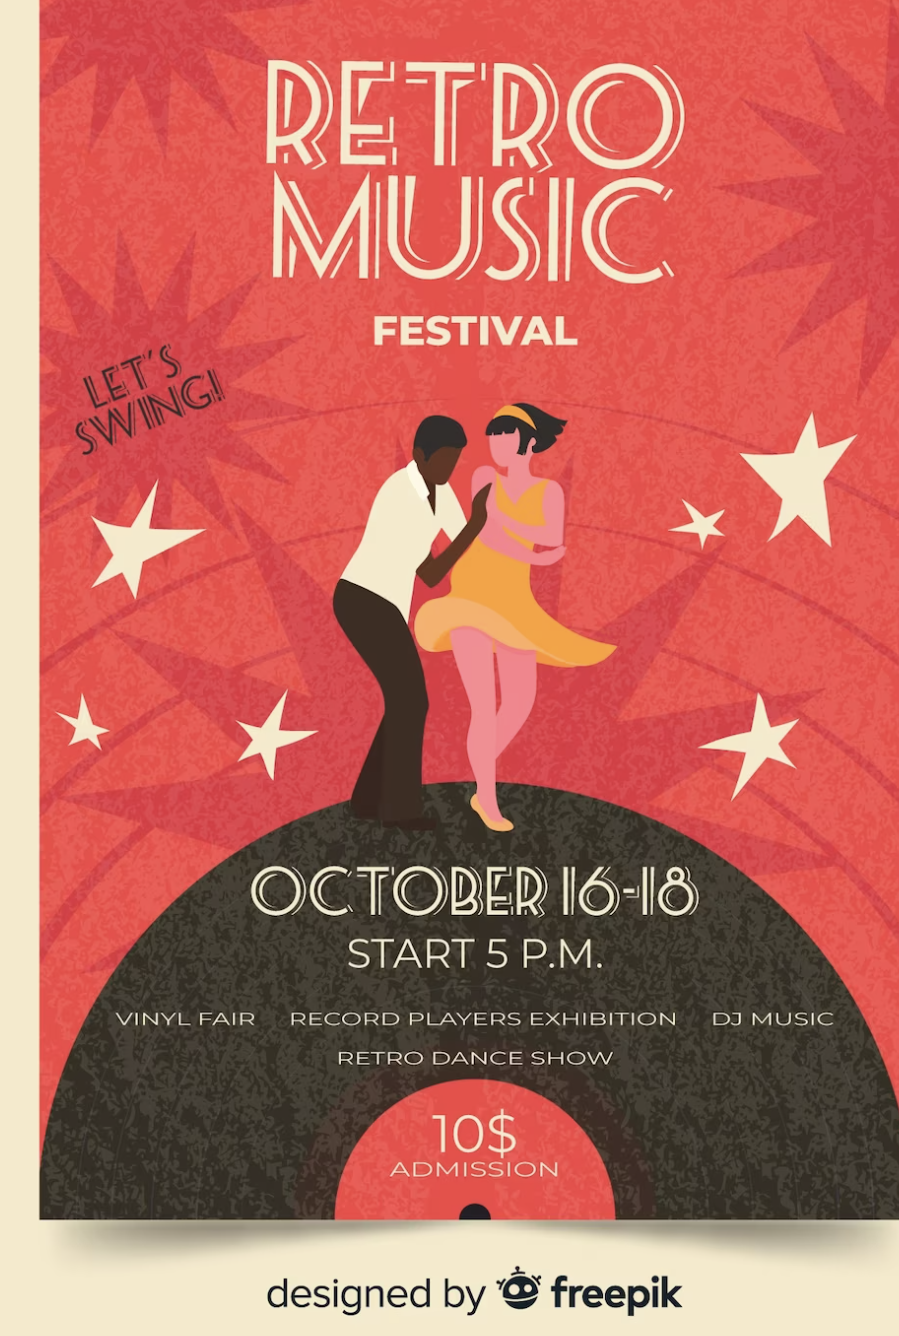 RETRO
MUSIC
FESTIVAL
LET'S
SWING!
OCTOBER 16-18
START 5 P.M.
VINYL FAIR RECORD PLAYERS EXHIBITION DJ MUSIC
RETRO DANCE SHOW
10$
ADMISSION
designed by freepik